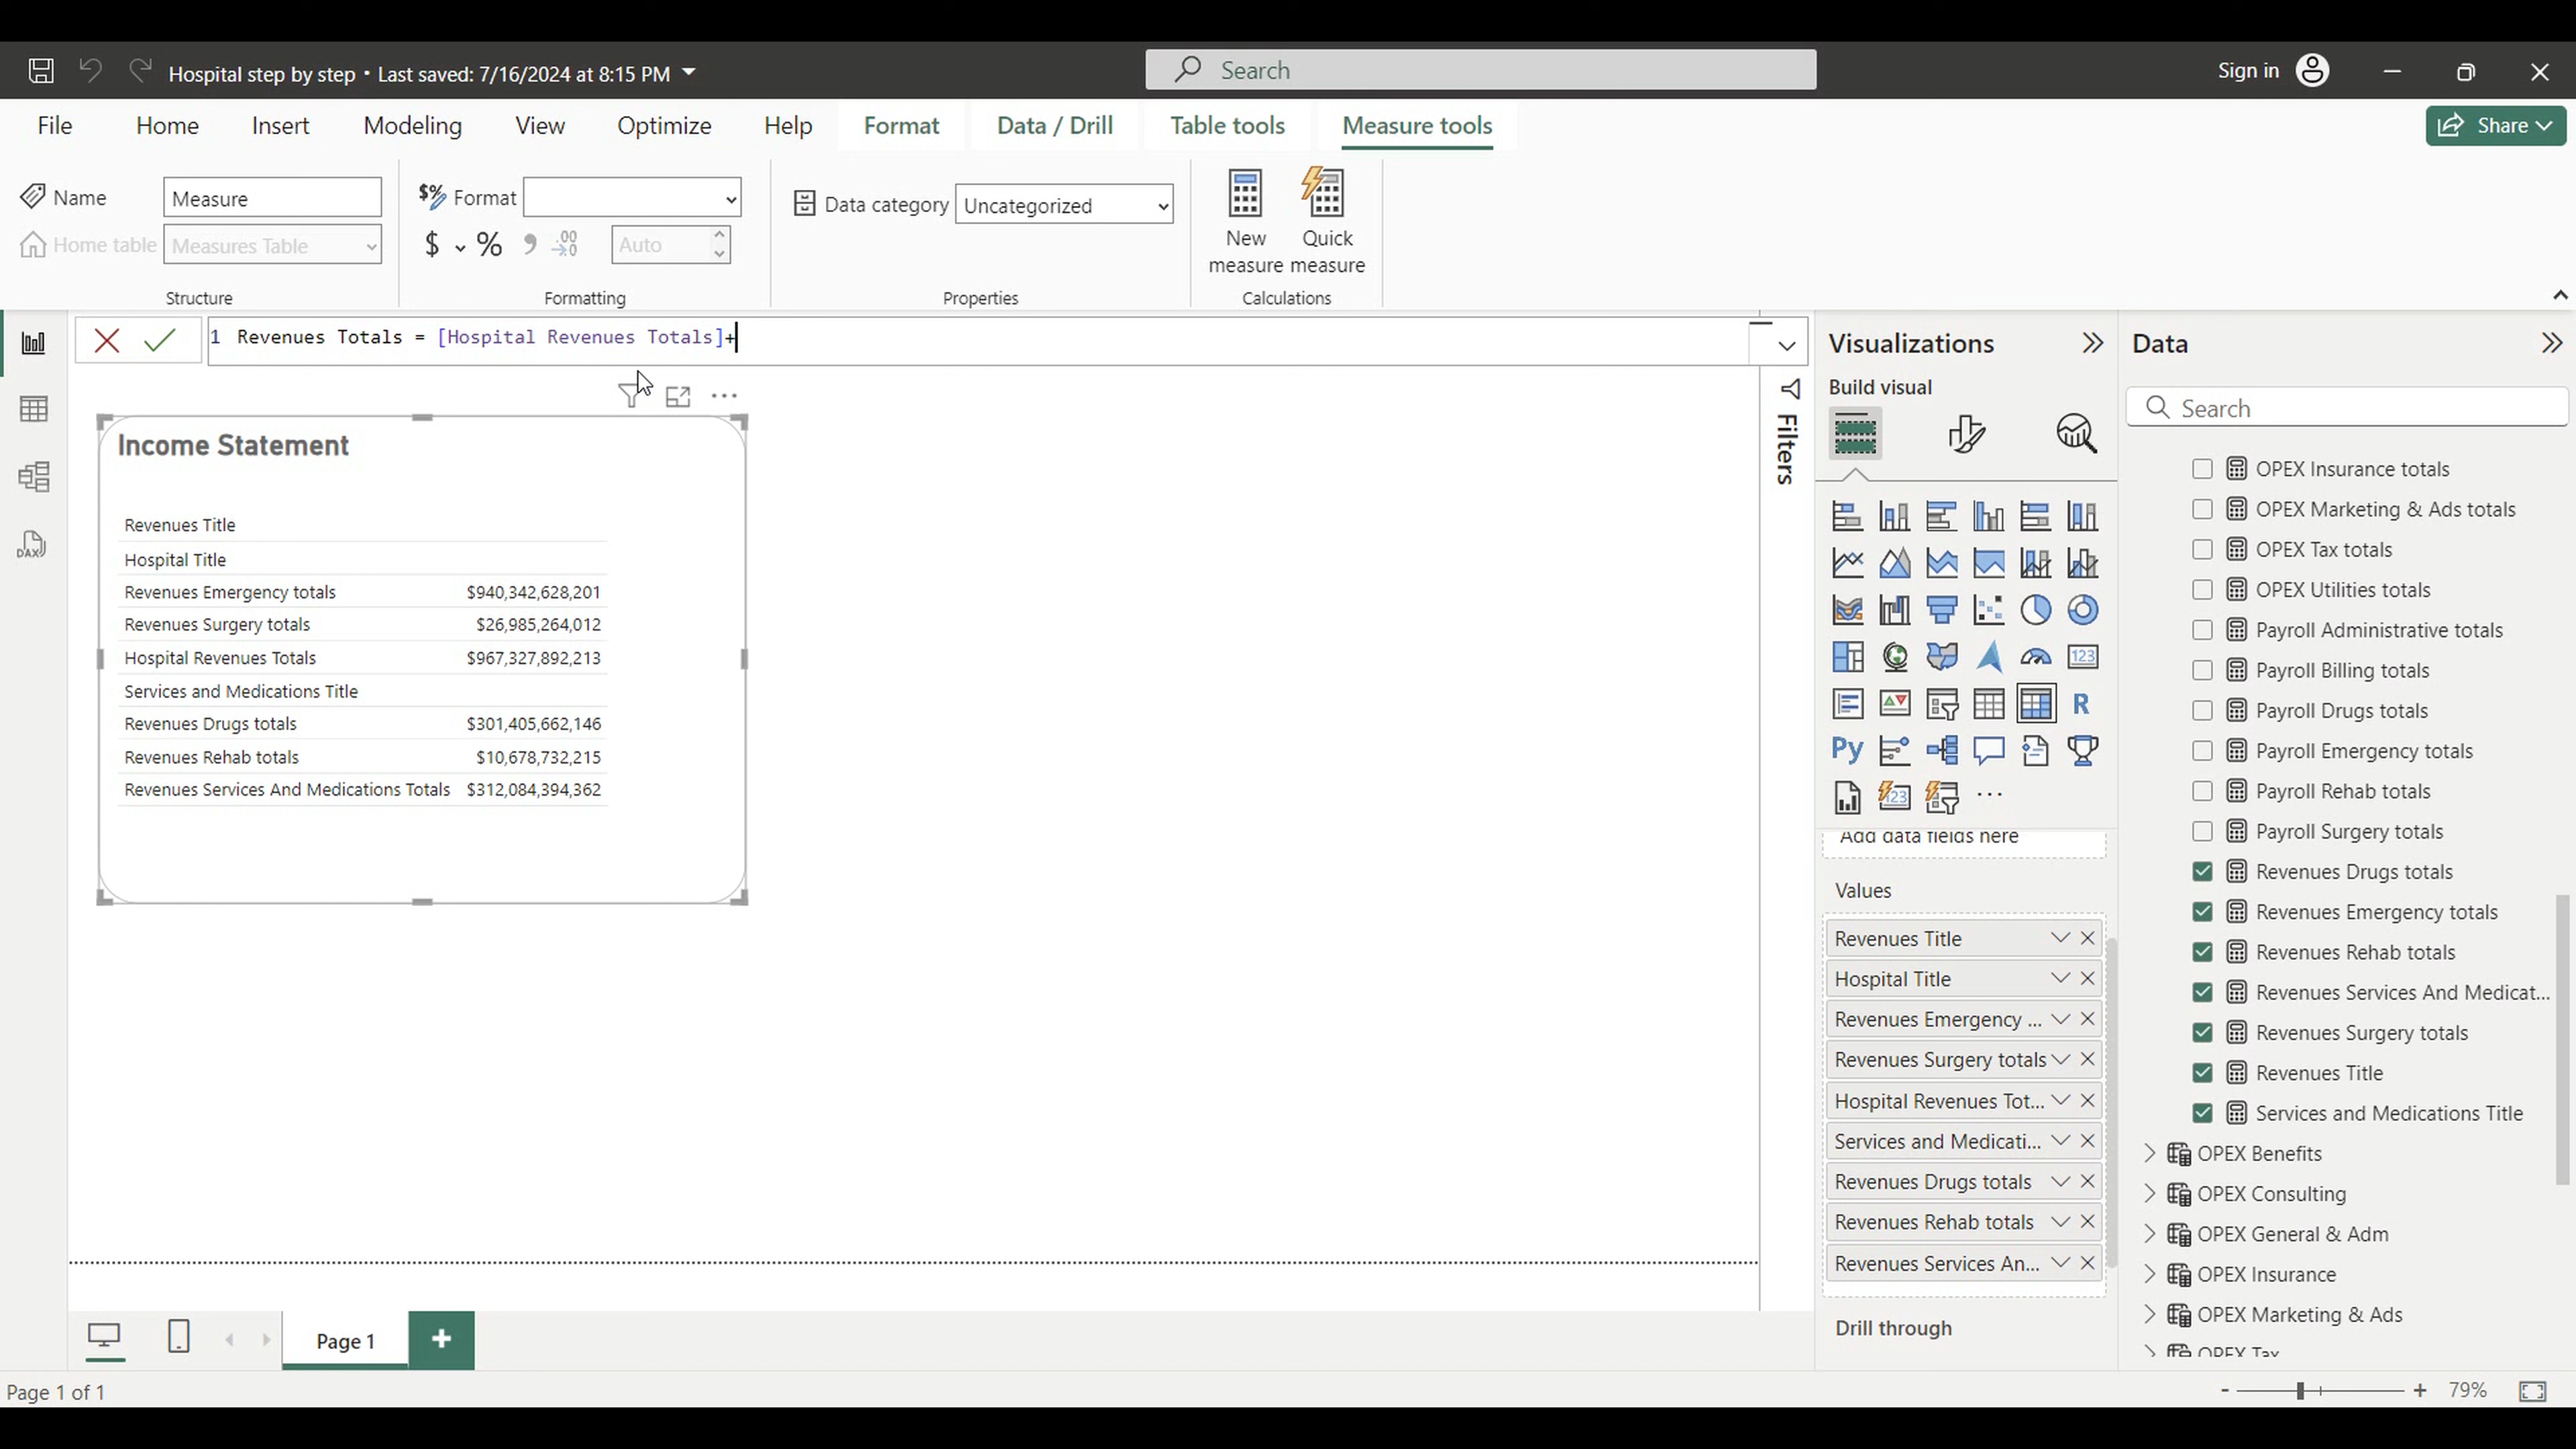 Hospital step by step • Last saved: 7/16/2024 at 8:15 PM
Search
Sign in
File Home Insert Modeling View Optimize Help Format Data / Drill Table tools Measure tools
Share
Name Measure
Format
Data category Uncategorized
New measure
Quick measure
Home table Measures Table
$ % Auto
Structure Formatting Properties Calculations
1 Revenues Totals = [Hospital Revenues Totals]+
Income Statement
Revenues Title
Hospital Title
Revenues Emergency totals $940,342,628,201
Revenues Surgery totals $26,985,264,012
Hospital Revenues Totals $967,327,892,213
Services and Medications Title
Revenues Drugs totals $301,405,662,146
Revenues Rehab totals $10,678,732,215
Revenues Services And Medications Totals $312,084,394,362
Filters
Visualizations
Build visual
123
R
Py
123
Add data fields here
Values
Revenues Title
Hospital Title
Revenues Emergency ...
Revenues Surgery totals
Hospital Revenues Tot...
Services and Medicati...
Revenues Drugs totals
Revenues Rehab totals
Revenues Services An...
Drill through
Data
Search
OPEX Insurance totals
OPEX Marketing & Ads totals
OPEX Tax totals
OPEX Utilities totals
Payroll Administrative totals
Payroll Billing totals
Payroll Drugs totals
Payroll Emergency totals
Payroll Rehab totals
Payroll Surgery totals
Revenues Drugs totals
Revenues Emergency totals
Revenues Rehab totals
Revenues Services And Medicat...
Revenues Surgery totals
Revenues Title
Services and Medications Title
OPEX Benefits
OPEX Consulting
OPEX General & Adm
OPEX Insurance
OPEX Marketing & Ads
OPEX Tax
DAX
Page 1
Page 1 of 1
- + 79%